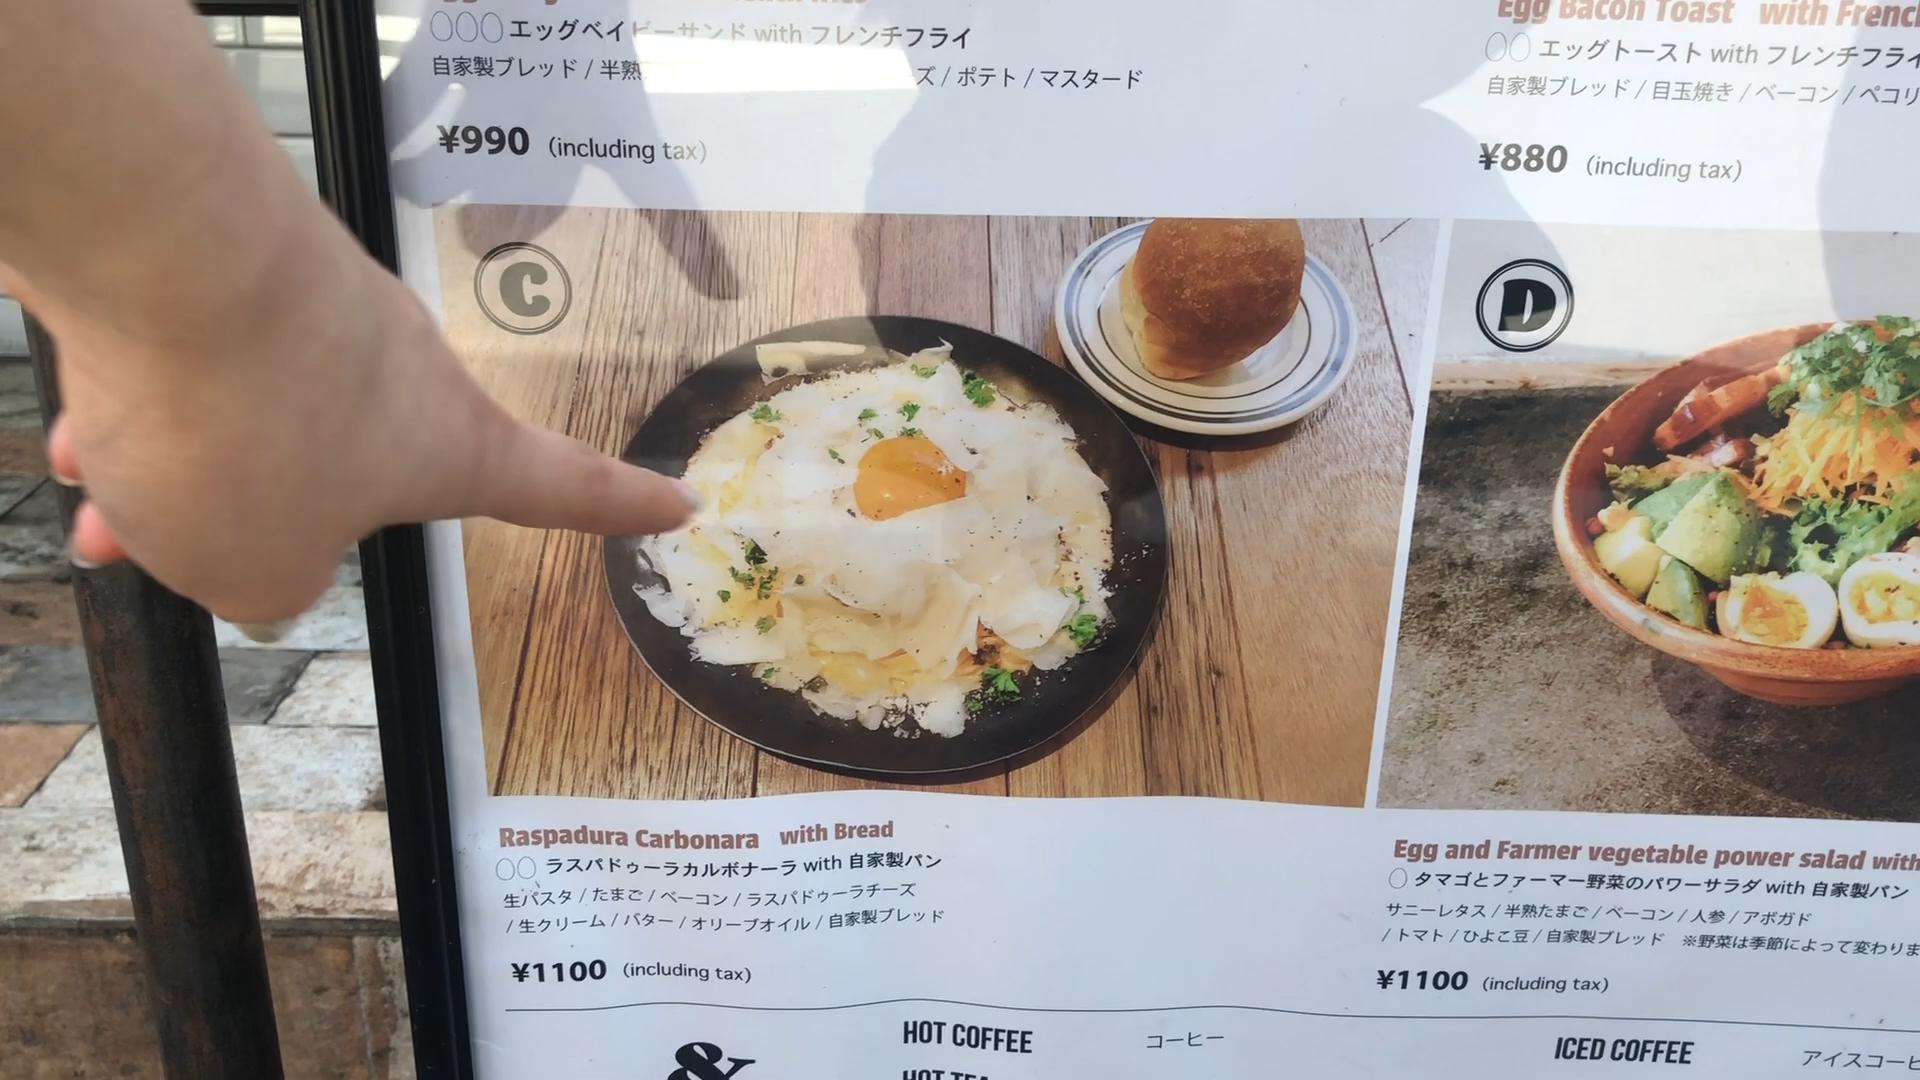 エッグベイビーサンド with フレンチフライ
自家製ブレッド / 半熟 ズ / ポテト / マスタード
¥990 (including tax)
Egg Bacon Toast with French
エッグトースト with フレンチフライ
自家製ブレッド / 目玉焼き / ベーコン / ペコリ
¥880 (including tax)
C
Raspadura Carbonara with Bread
ラスパドゥーラカルボナーラ with 自家製パン
生パスタ / たまご / ベーコン / ラスパドゥーラチーズ
/ 生クリーム / バター / オリーブオイル / 自家製ブレッド
¥1100 (including tax)
D
Egg and Farmer vegetable power salad with
タマゴとファーマー野菜のパワーサラダ with 自家製パン
サニーレタス / 半熟たまご / ベーコン / 人参 / アボガド
/ トマト / ひよこ豆 / 自家製ブレッド ※野菜は季節によって変わりま
¥1100 (including tax)
&
HOT COFFEE コーヒー
HOT TEA
ICED COFFEE アイスコーヒ